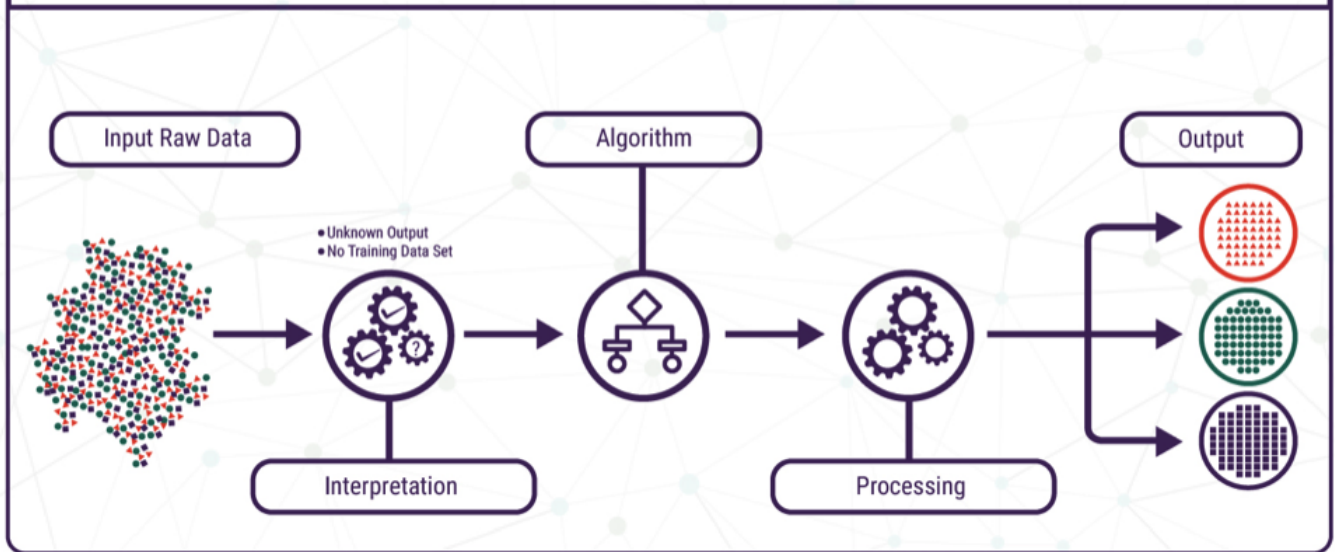 Input Raw Data
Algorithm
Output
• Unknown Output
• No Training Data Set
?
Interpretation
Processing